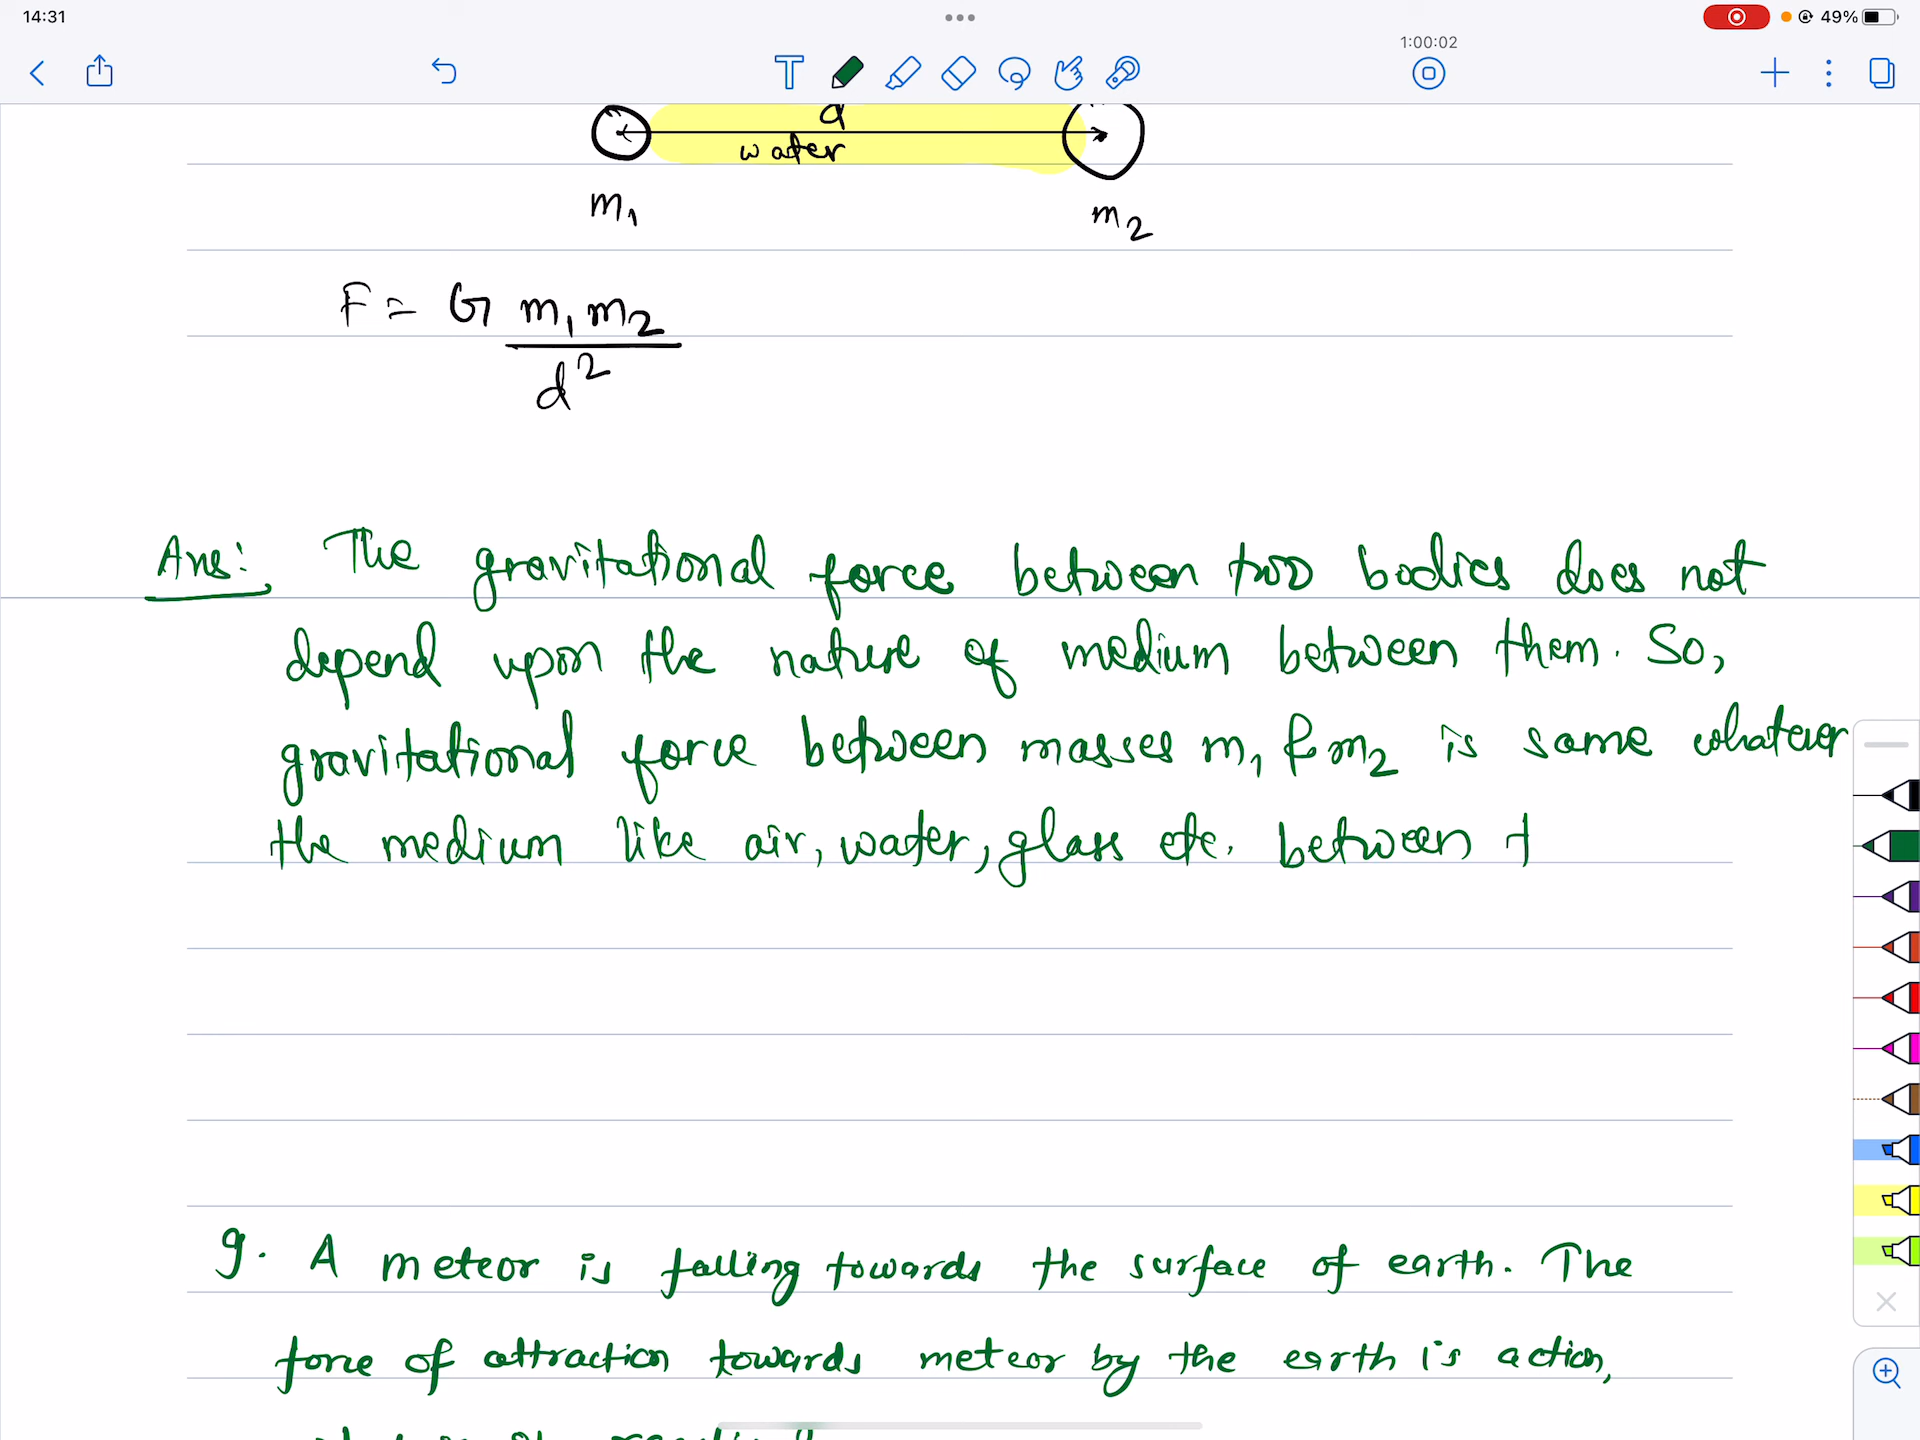 14:31
49%
1:00:02
T
d
water
m₁
m₂
F = G m₁ m₂
d²
Ans: The gravitational force between two bodies does not
depend upon the nature of medium between them. So,
gravitational force between masses m₁ & m₂ is same whatever
the medium like air, water, glass etc. between t
g. A meteor is falling towards the surface of earth. The
force of attraction towards meteor by the earth is action,